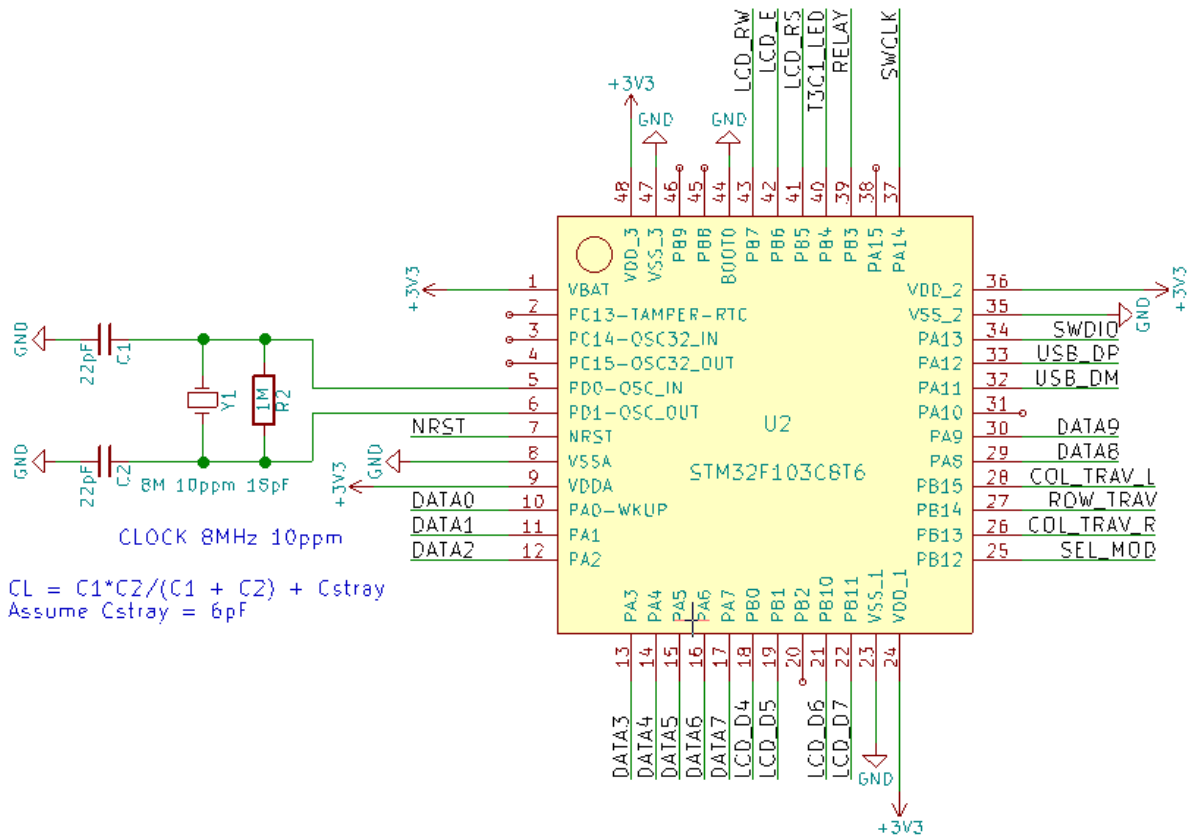 LCD_RW
LCD_E
LCD_RS
T3C1_LED
RELAY
SWCLK
+3V3
GND
GND
48
47
46
45
44
43
42
41
40
39
38
37
VDD_3
VSS_3
PB9
PB8
BOOT0
PB7
PB6
PB5
PB4
PB3
PA15
PA14
+3V3
1 VBAT
2 PC13-TAMPER-RTC
3 PC14-OSC32_IN
4 PC15-OSC32_OUT
5 PD0-OSC_IN
6 PD1-OSC_OUT
NRST 7 NRST
GND 8 VSSA
+3V3 9 VDDA
DATA0 10 PA0-WKUP
DATA1 11 PA1
DATA2 12 PA2
GND
22pF
C1
Y1
1M
R2
GND
22pF
C2
8M 10ppm 18pF
CLOCK 8MHz 10ppm
CL = C1*C2/(C1 + C2) + Cstray
Assume Cstray = 6pF
U2
STM32F103C8T6
VDD_2 36 +3V3
VSS_2 35 GND
PA13 34 SWDIO
PA12 33 USB_DP
PA11 32 USB_DM
PA10 31
PA9 30 DATA9
PA8 29 DATA8
PB15 28 COL_TRAV_L
PB14 27 ROW_TRAV
PB13 26 COL_TRAV_R
PB12 25 SEL_MOD
PA3
PA4
PA5
PA6
PA7
PB0
PB1
PB2
PB10
PB11
VSS_1
VDD_1
13
14
15
16
17
18
19
20
21
22
23
24
DATA3
DATA4
DATA5
DATA6
DATA7
LCD_D4
LCD_D5
LCD_D6
LCD_D7
GND
+3V3